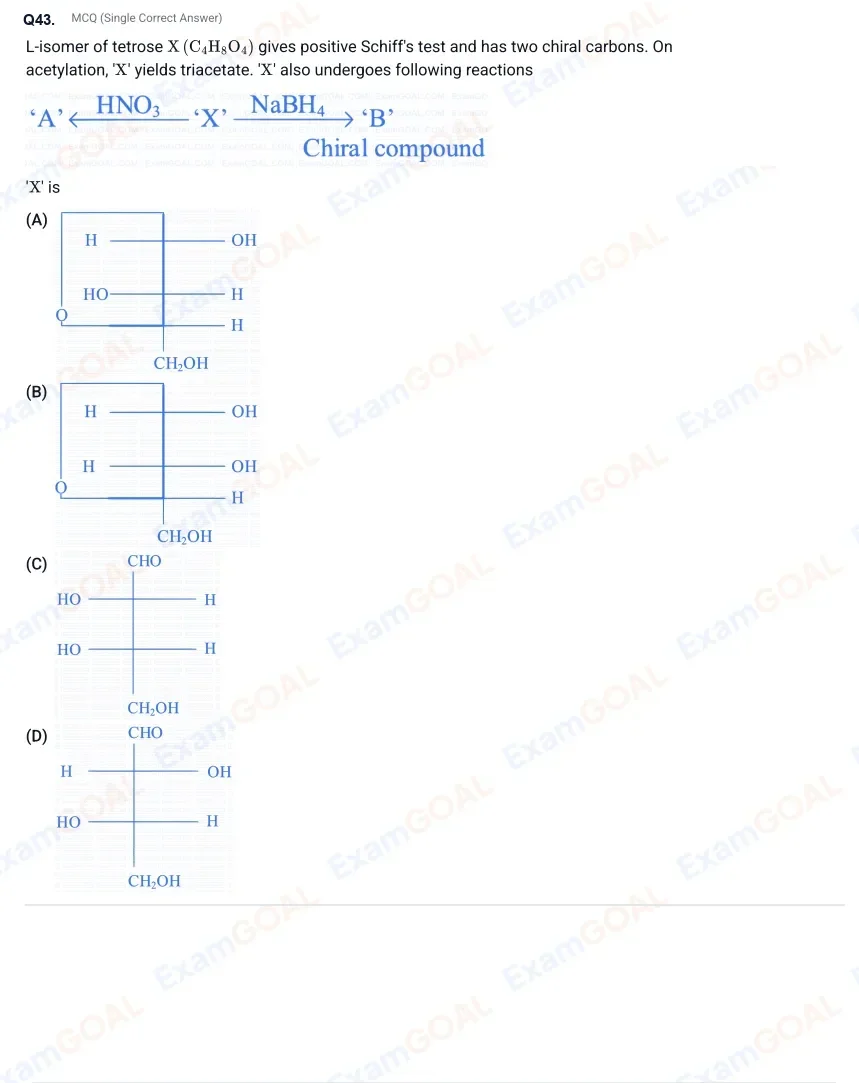 Q43. MCQ (Single Correct Answer)
L-isomer of tetrose X (C₄H₈O₄) gives positive Schiff's test and has two chiral carbons. On
acetylation, 'X' yields triacetate. 'X' also undergoes following reactions
'A' ← HNO₃ 'X' NaBH₄ → 'B'
Chiral compound
'X' is
(A)
H OH
HO H
O H
CH₂OH
(B)
H OH
H OH
O H
CH₂OH
(C) CHO
HO H
HO H
CH₂OH
(D) CHO
H OH
HO H
CH₂OH
ExamGOAL